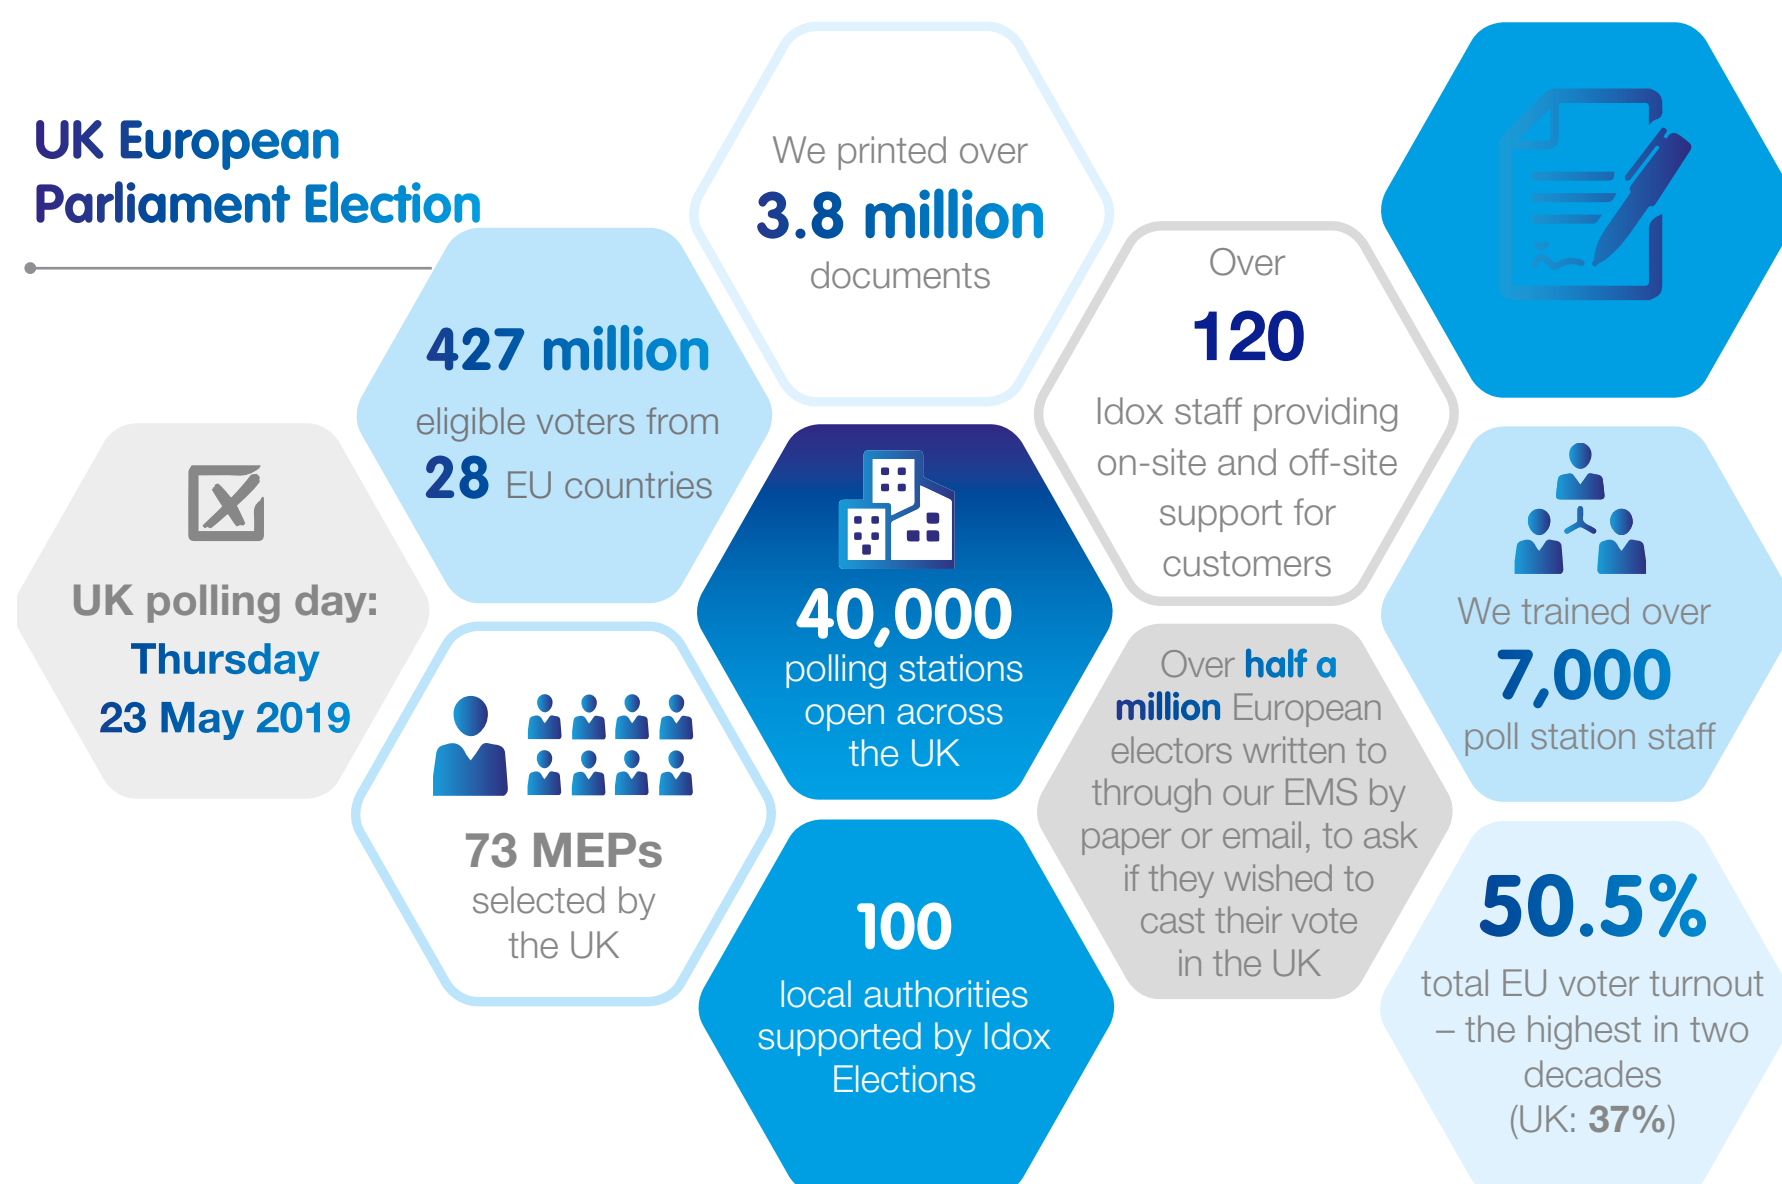 UK European
Parliament Election
We printed over
3.8 million
documents
427 million
eligible voters from
28 EU countries
Over
120
Idox staff providing
on-site and off-site
support for
customers
UK polling day:
Thursday
23 May 2019
40,000
polling stations
open across
the UK
We trained over
7,000
poll station staff
73 MEPs
selected by
the UK
Over half a
million European
electors written to
through our EMS by
paper or email, to ask
if they wished to
cast their vote
in the UK
100
local authorities
supported by Idox
Elections
50.5%
total EU voter turnout
– the highest in two
decades
(UK: 37%)